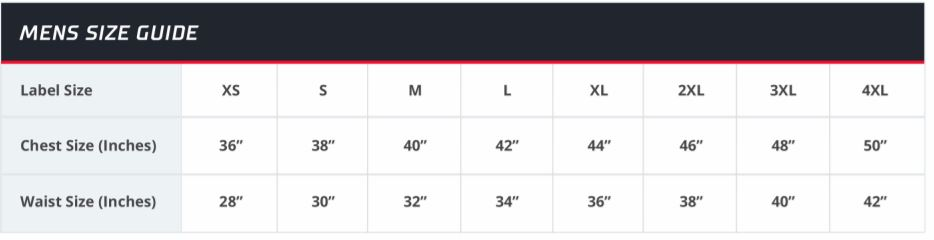 MENS SIZE GUIDE
Label Size XS S M L XL 2XL 3XL 4XL
Chest Size (Inches) 36” 38” 40” 42” 44” 46” 48” 50”
Waist Size (Inches) 28” 30” 32” 34” 36” 38” 40” 42”